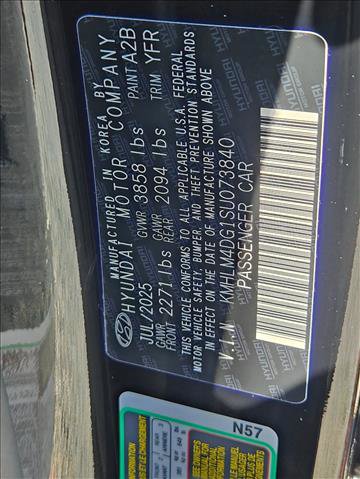 MANUFACTURED IN KOREA BY
HYUNDAI MOTOR COMPANY
JUL/2025 GVWR 3858 lbs PAINT A2B
GAWR FRONT 2271 lbs GAWR REAR 2094 lbs TRIM YFR
THIS VEHICLE CONFORMS TO ALL APPLICABLE U.S.A. FEDERAL
MOTOR VEHICLE SAFETY, BUMPER, AND THEFT PREVENTION STANDARDS
IN EFFECT ON THE DATE OF MANUFACTURE SHOWN ABOVE
V.I.N KMHLM4DG1SU073840
PASSENGER CAR
HYUNDAI
N57